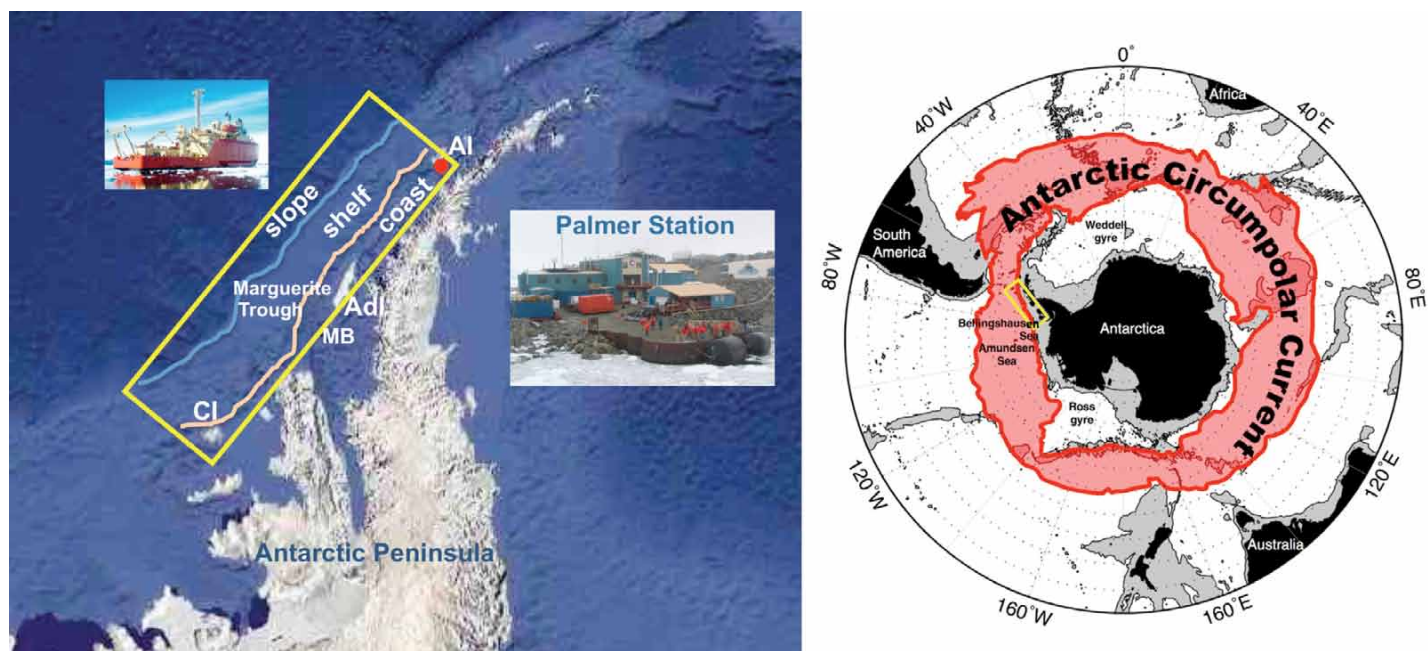 AI
slope
shelf
coast
Palmer Station
Marguerite
Trough
AdI
MB
CI
Antarctic Peninsula
0°
40°W
40°E
Africa
Antarctic Circumpolar Current
South
America
Weddell
gyre
80°W
80°E
Bellingshausen
Sea
Amundsen
Sea
Antarctica
Ross
gyre
120°W
120°E
Australia
160°W
160°E